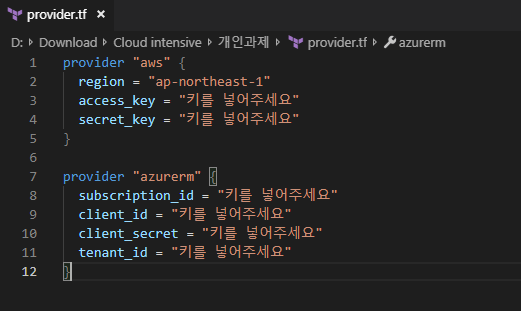 provider.tf ×
D: > Download > Cloud intensive > 개인과제 > provider.tf > azurerm
1 provider "aws" {
2 region = "ap-northeast-1"
3 access_key = "키를 넣어주세요"
4 secret_key = "키를 넣어주세요"
5 }
6
7 provider "azurerm" {
8 subscription_id = "키를 넣어주세요"
9 client_id = "키를 넣어주세요"
10 client_secret = "키를 넣어주세요"
11 tenant_id = "키를 넣어주세요"
12 }